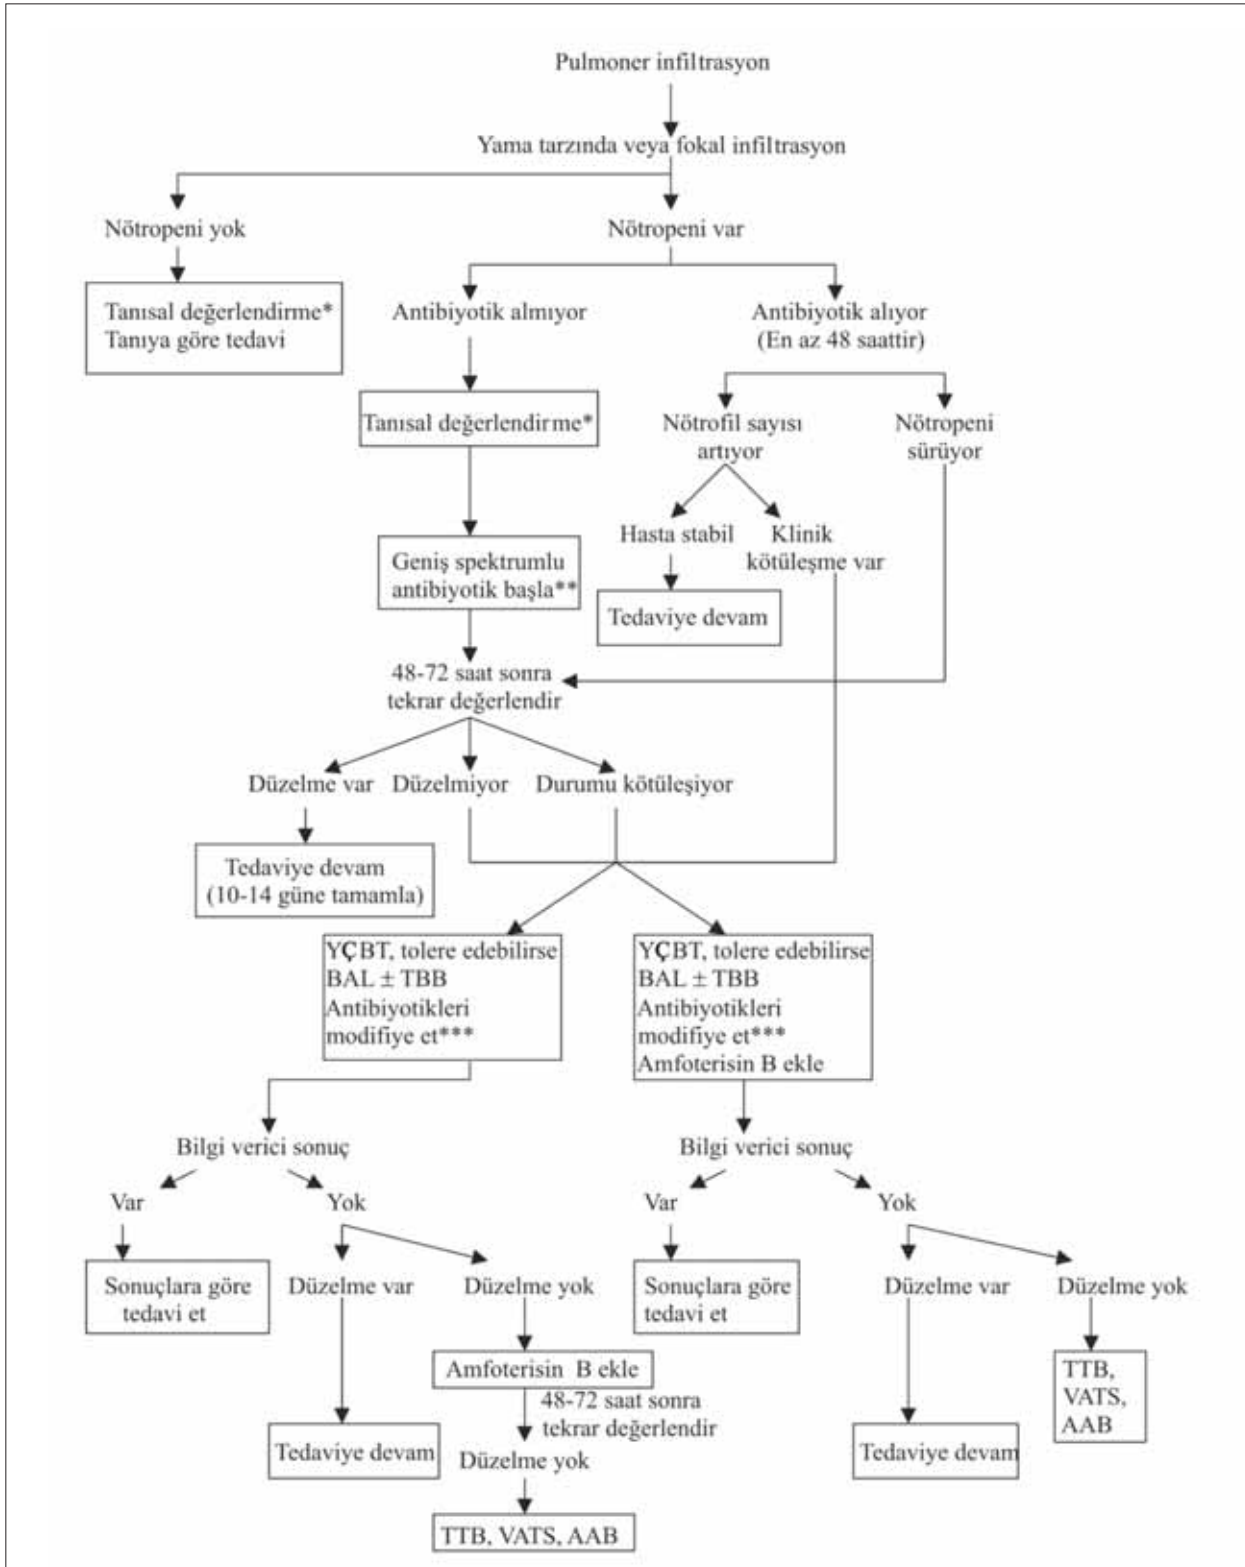 Pulmoner infiltrasyon
Yama tarzında veya fokal infiltrasyon
Nötropeni yok
Nötropeni var
Tanısal değerlendirme*
Tanıya göre tedavi
Antibiyotik almıyor
Antibiyotik alıyor
(En az 48 saattir)
Tanısal değerlendirme*
Nötrofil sayısı
artıyor
Nötropeni
sürüyor
Hasta stabil
Klinik
kötüleşme var
Geniş spektrumlu
antibiyotik başla**
Tedaviye devam
48-72 saat sonra
tekrar değerlendir
Düzelme var
Düzelmiyor
Durumu kötüleşiyor
Tedaviye devam
(10-14 güne tamamla)
YÇBT, tolere edebilirse
BAL ± TBB
Antibiyotikleri
modifiye et***
YÇBT, tolere edebilirse
BAL ± TBB
Antibiyotikleri
modifiye et***
Amfoterisin B ekle
Bilgi verici sonuç
Var
Yok
Sonuçlara göre
tedavi et
Düzelme var
Düzelme yok
Amfoterisin B ekle
48-72 saat sonra
tekrar değerlendir
Tedaviye devam
Düzelme yok
TTB, VATS, AAB
Bilgi verici sonuç
Var
Yok
Sonuçlara göre
tedavi et
Düzelme var
Düzelme yok
TTB,
VATS,
AAB
Tedaviye devam